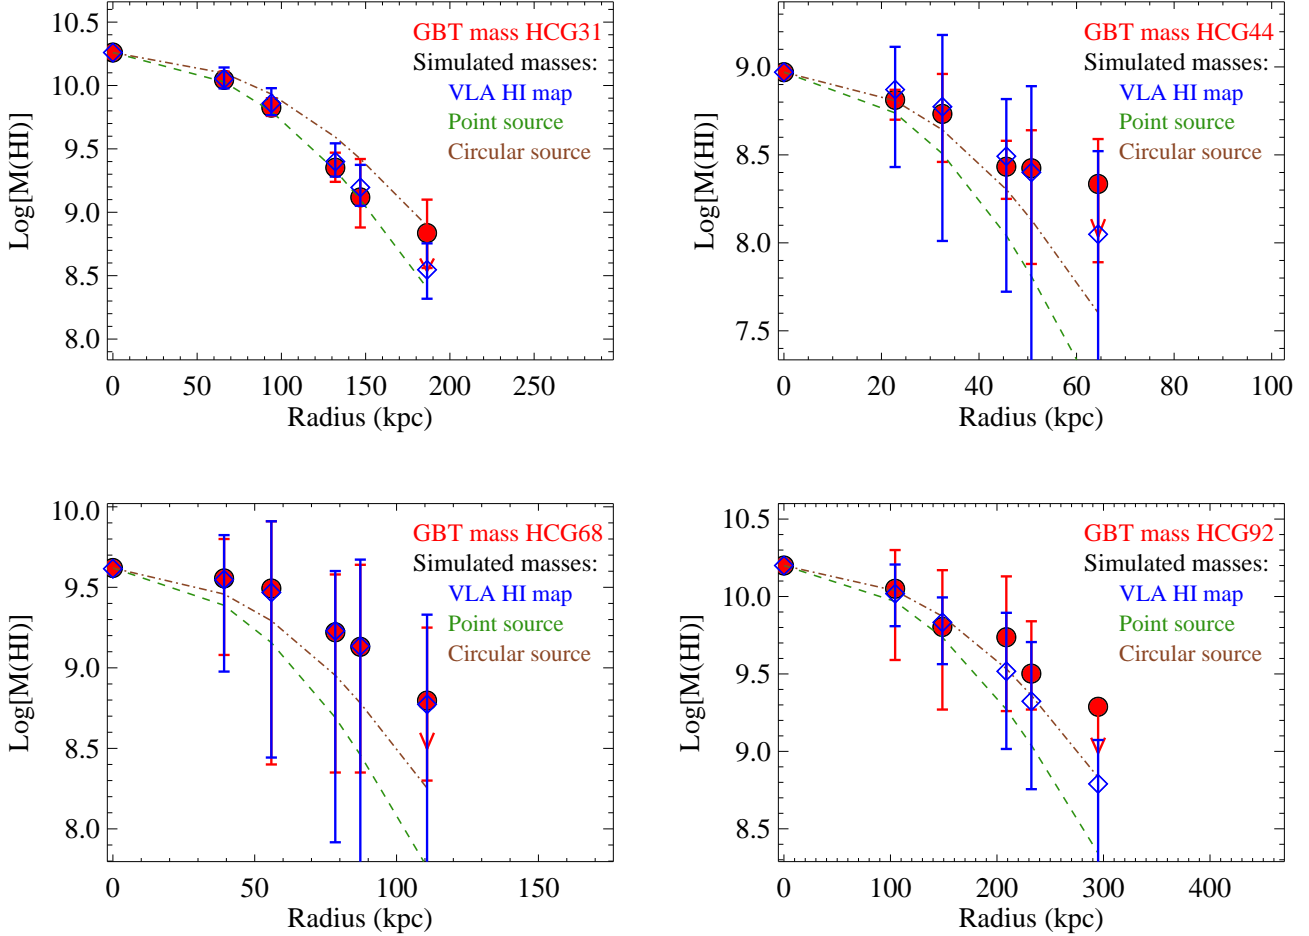 GBT mass HCG31
Simulated masses:
VLA HI map
Point source
Circular source
10.5
10.0
9.5
9.0
8.5
8.0
Log[M(HI)]
0 50 100 150 200 250
Radius (kpc)
GBT mass HCG44
Simulated masses:
VLA HI map
Point source
Circular source
9.0
8.5
8.0
7.5
Log[M(HI)]
0 20 40 60 80 100
Radius (kpc)
GBT mass HCG68
Simulated masses:
VLA HI map
Point source
Circular source
10.0
9.5
9.0
8.5
8.0
Log[M(HI)]
0 50 100 150
Radius (kpc)
GBT mass HCG92
Simulated masses:
VLA HI map
Point source
Circular source
10.5
10.0
9.5
9.0
8.5
Log[M(HI)]
0 100 200 300 400
Radius (kpc)